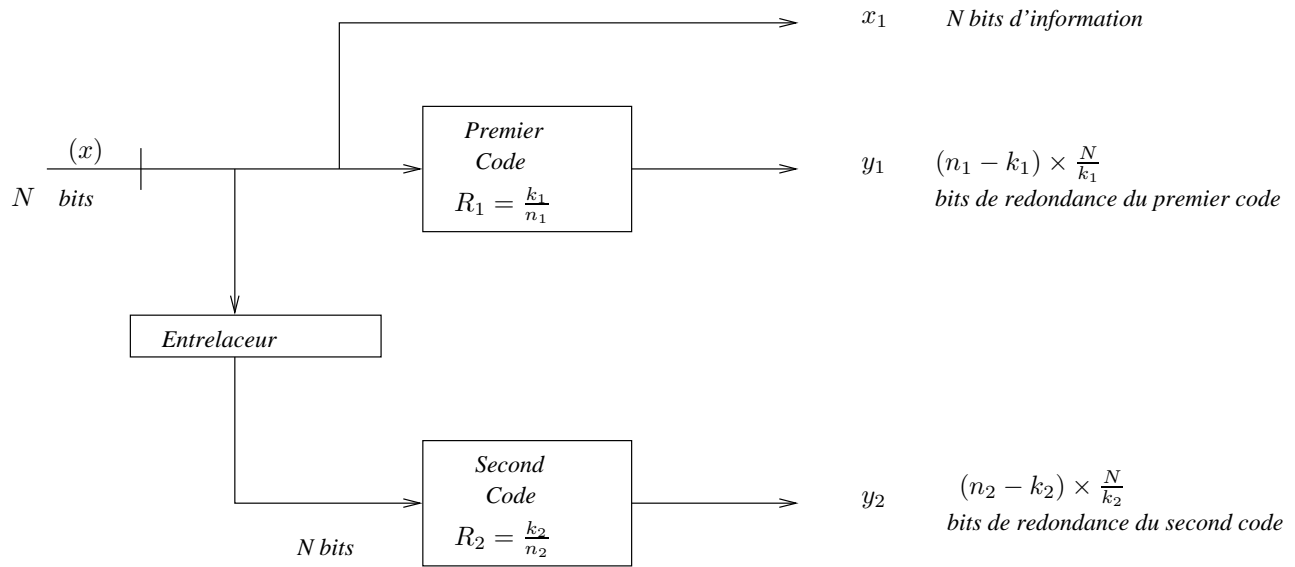 x₁ N bits d'information
(x)
N bits
Premier
Code
R₁ = k₁/n₁
y₁ (n₁ − k₁) × N/k₁
bits de redondance du premier code
Entrelaceur
Second
Code
R₂ = k₂/n₂
N bits
y₂ (n₂ − k₂) × N/k₂
bits de redondance du second code